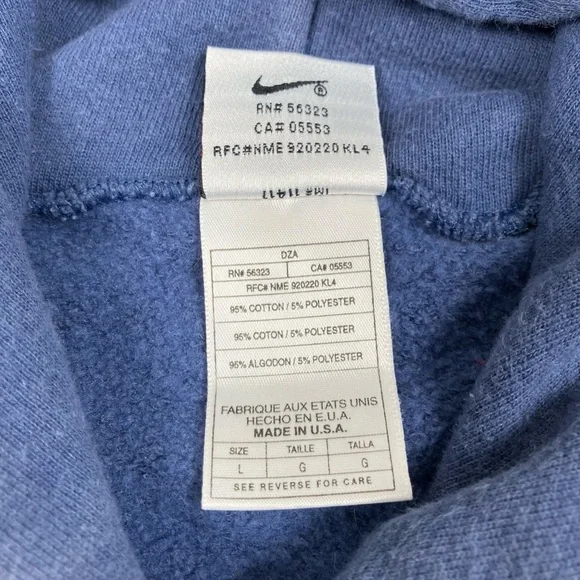 RN# 56323
CA# 05553
RFC#NME 920220 KL4
DZA
RN# 56323 CA# 05553
RFC# NME 920220 KL4
95% COTTON / 5% POLYESTER
95% COTON / 5% POLYESTER
95% ALGODON / 5% POLYESTER
FABRIQUE AUX ETATS UNIS
HECHO EN E.U.A.
MADE IN U.S.A.
SIZE TAILLE TALLA
L G G
SEE REVERSE FOR CARE